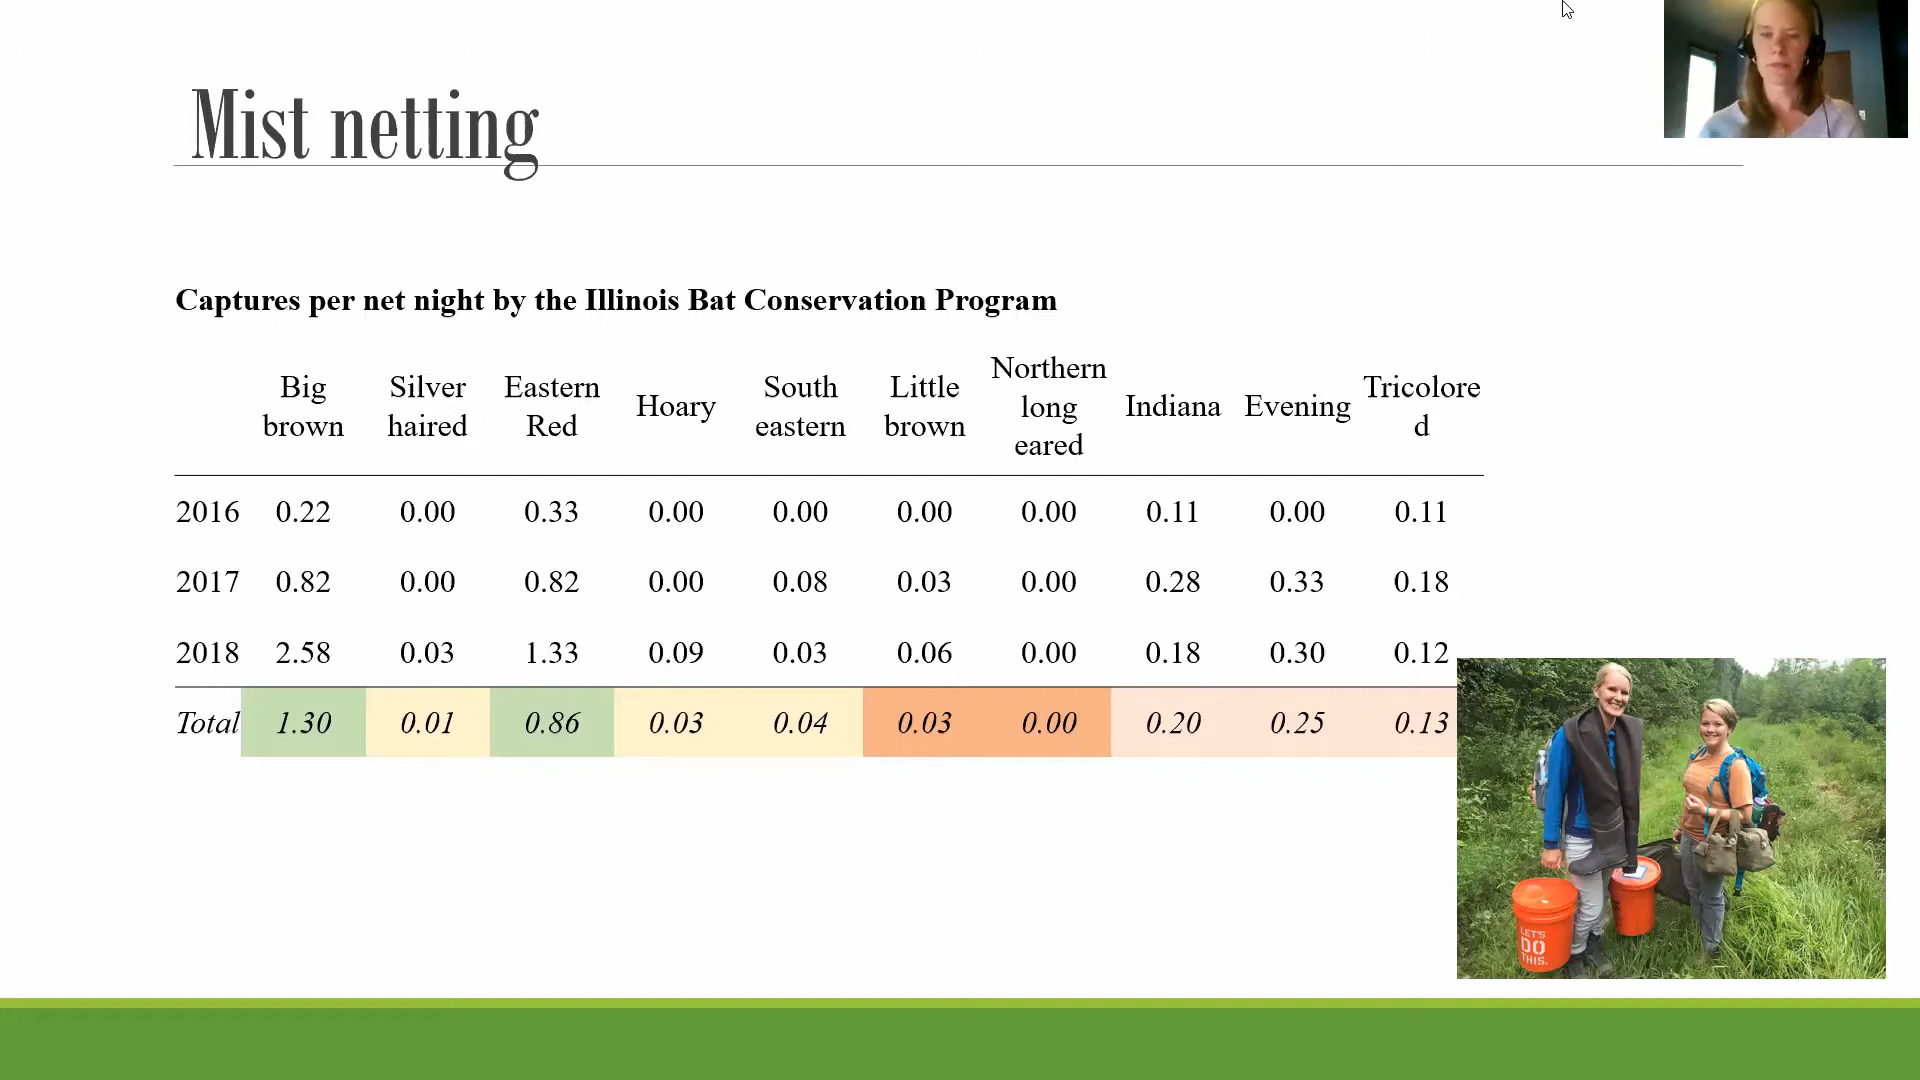 Mist netting
Captures per net night by the Illinois Bat Conservation Program
Big brown Silver haired Eastern Red Hoary South eastern Little brown Northern long eared Indiana Evening Tricolore d
2016 0.22 0.00 0.33 0.00 0.00 0.00 0.00 0.11 0.00 0.11
2017 0.82 0.00 0.82 0.00 0.08 0.03 0.00 0.28 0.33 0.18
2018 2.58 0.03 1.33 0.09 0.03 0.06 0.00 0.18 0.30 0.12
Total 1.30 0.01 0.86 0.03 0.04 0.03 0.00 0.20 0.25 0.13
LET'S
DO
THIS.